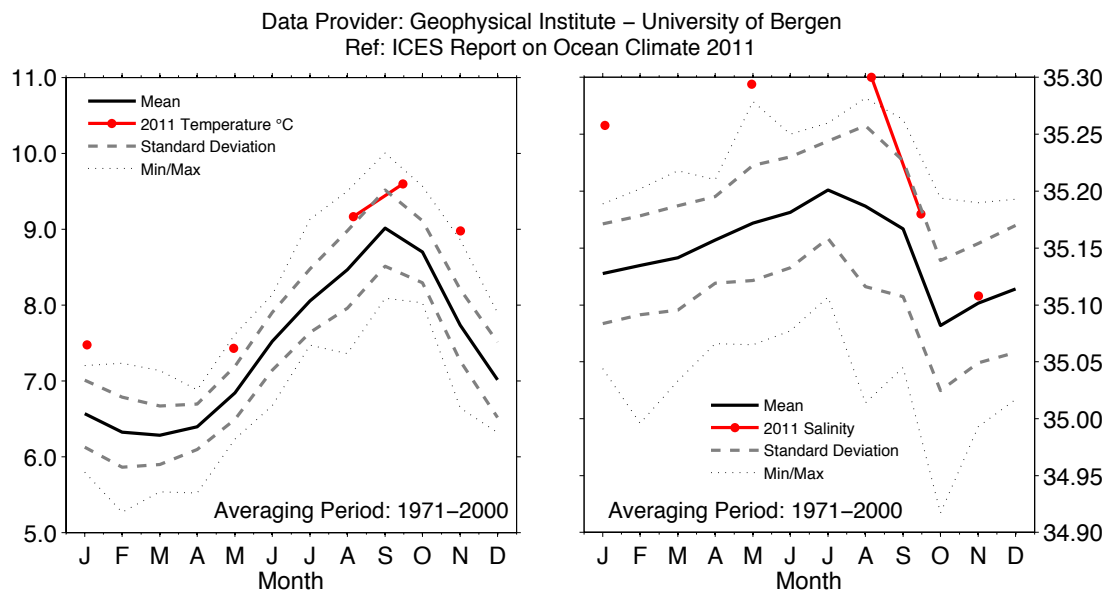 Data Provider: Geophysical Institute – University of Bergen
Ref: ICES Report on Ocean Climate 2011
11.0
10.0
9.0
8.0
7.0
6.0
5.0
Mean
2011 Temperature °C
Standard Deviation
Min/Max
Averaging Period: 1971–2000
J F M A M J J A S O N D
Month
35.30
35.25
35.20
35.15
35.10
35.05
35.00
34.95
34.90
Mean
2011 Salinity
Standard Deviation
Min/Max
Averaging Period: 1971–2000
J F M A M J J A S O N D
Month